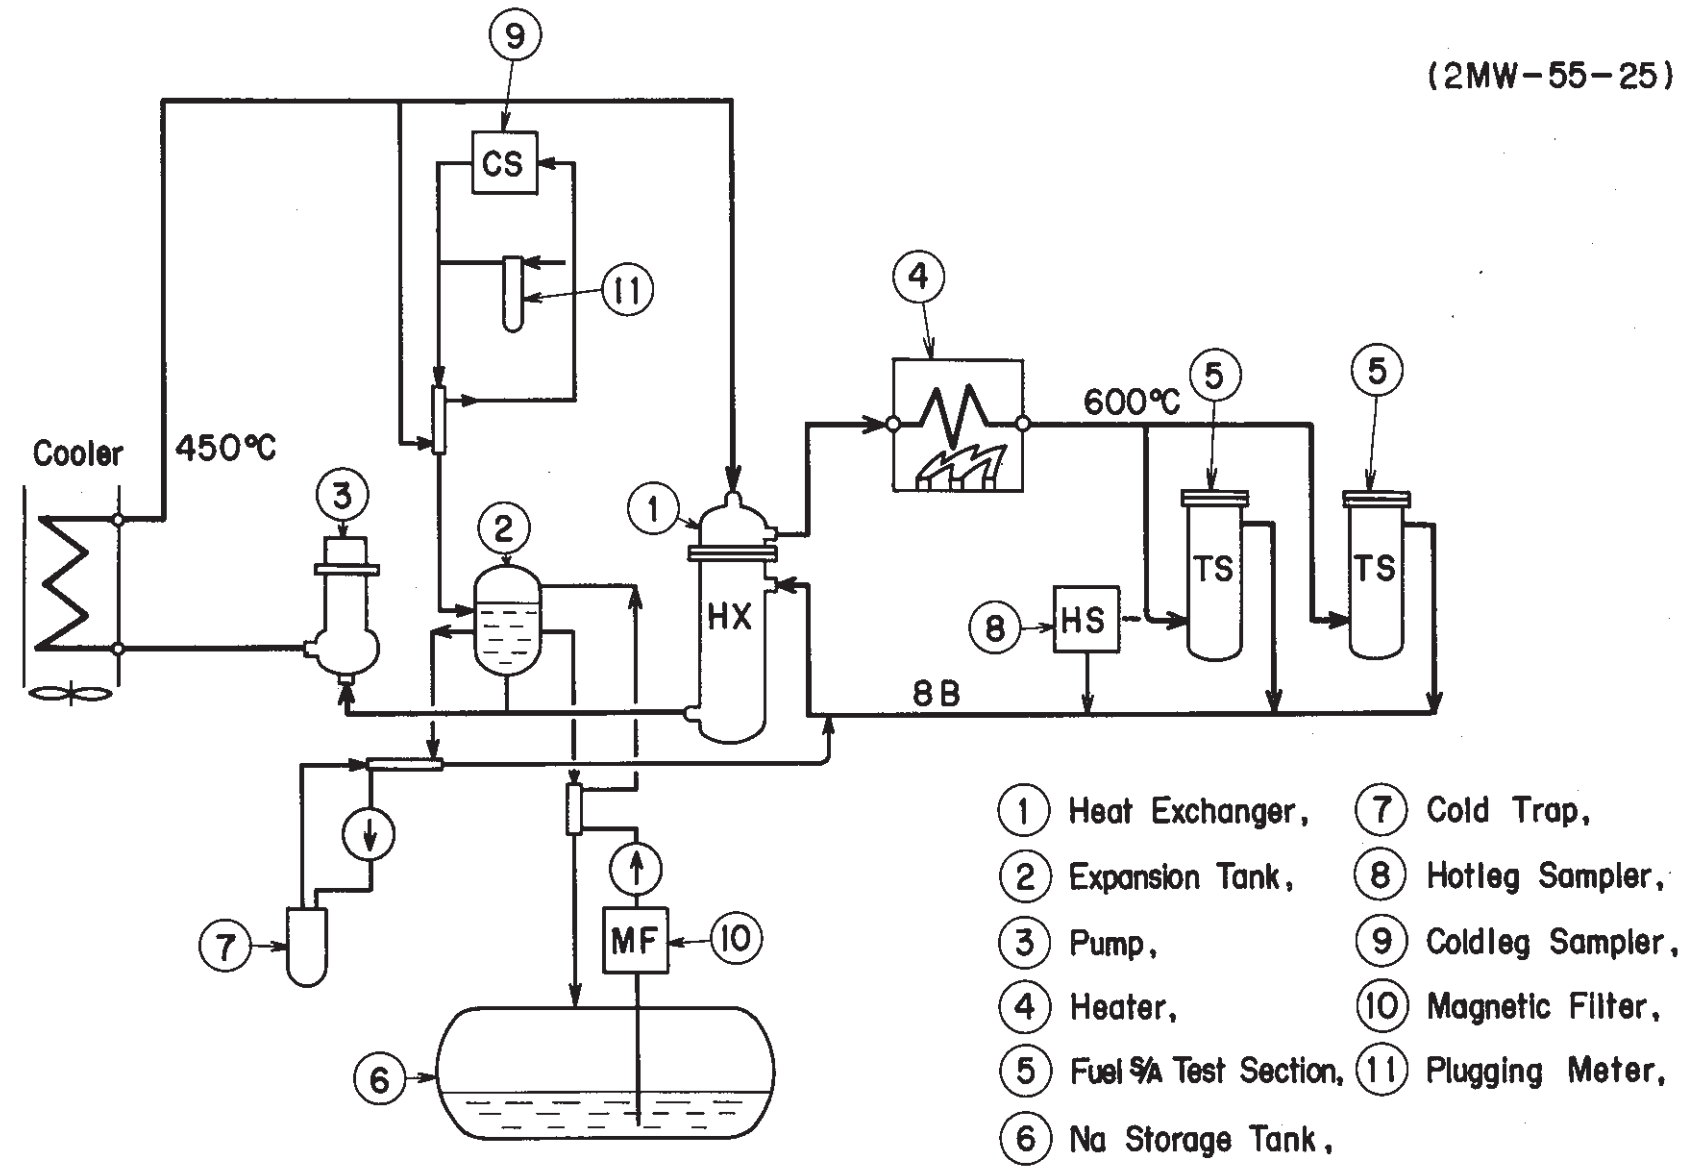 9
(2MW-55-25)
CS
11
4
5
5
600°C
Cooler
450°C
3
2
1
TS
TS
HX
8
HS
8B
7
MF
10
6
1 Heat Exchanger,
2 Expansion Tank,
3 Pump,
4 Heater,
5 Fuel S/A Test Section,
6 Na Storage Tank,
7 Cold Trap,
8 Hotleg Sampler,
9 Coldleg Sampler,
10 Magnetic Filter,
11 Plugging Meter,